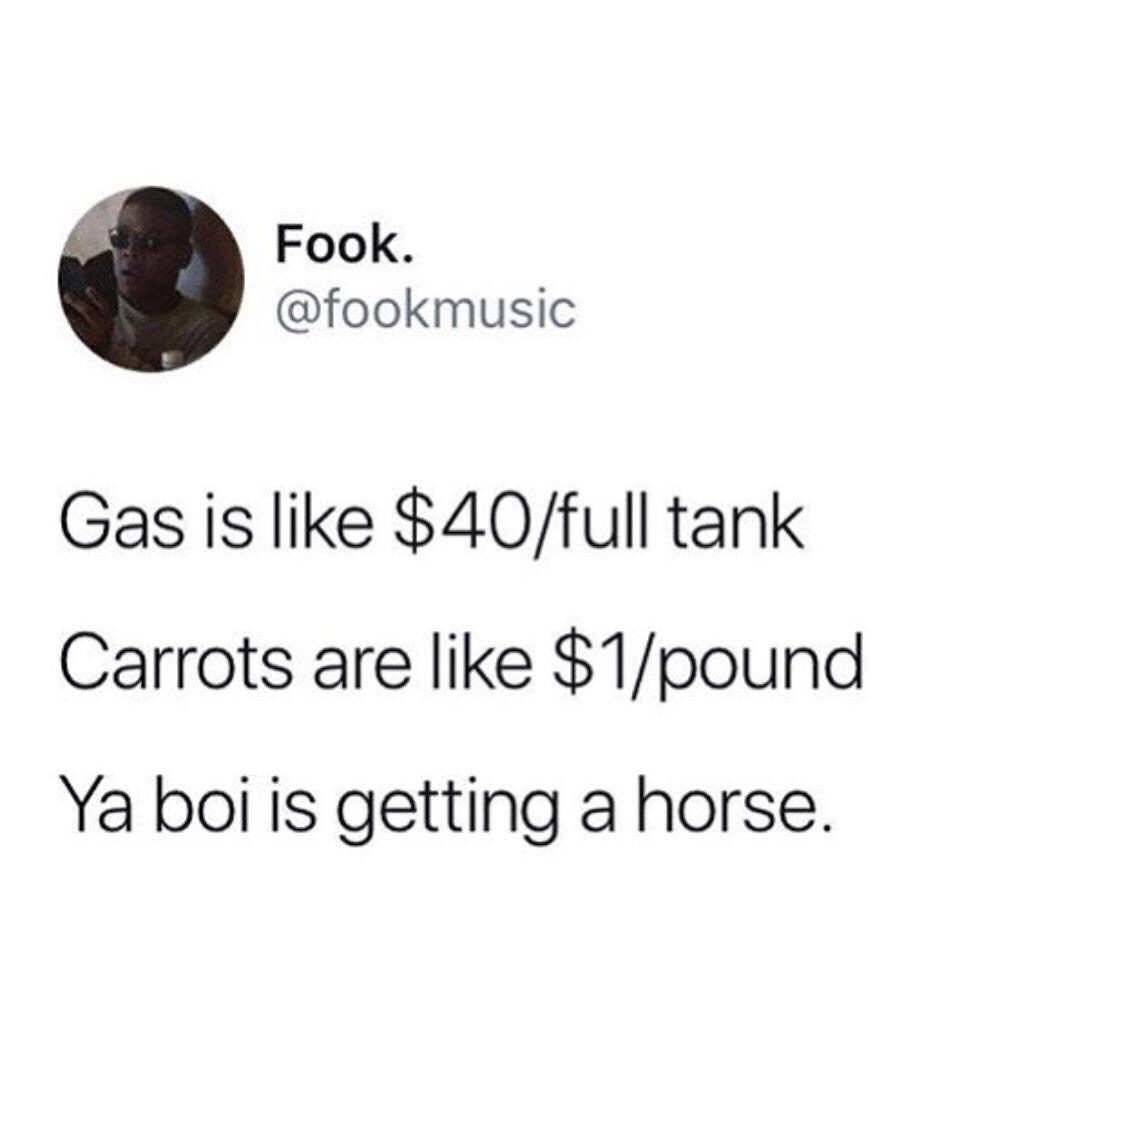 Fook.
@fookmusic
Gas is like $40/full tank
Carrots are like $1/pound
Ya boi is getting a horse.